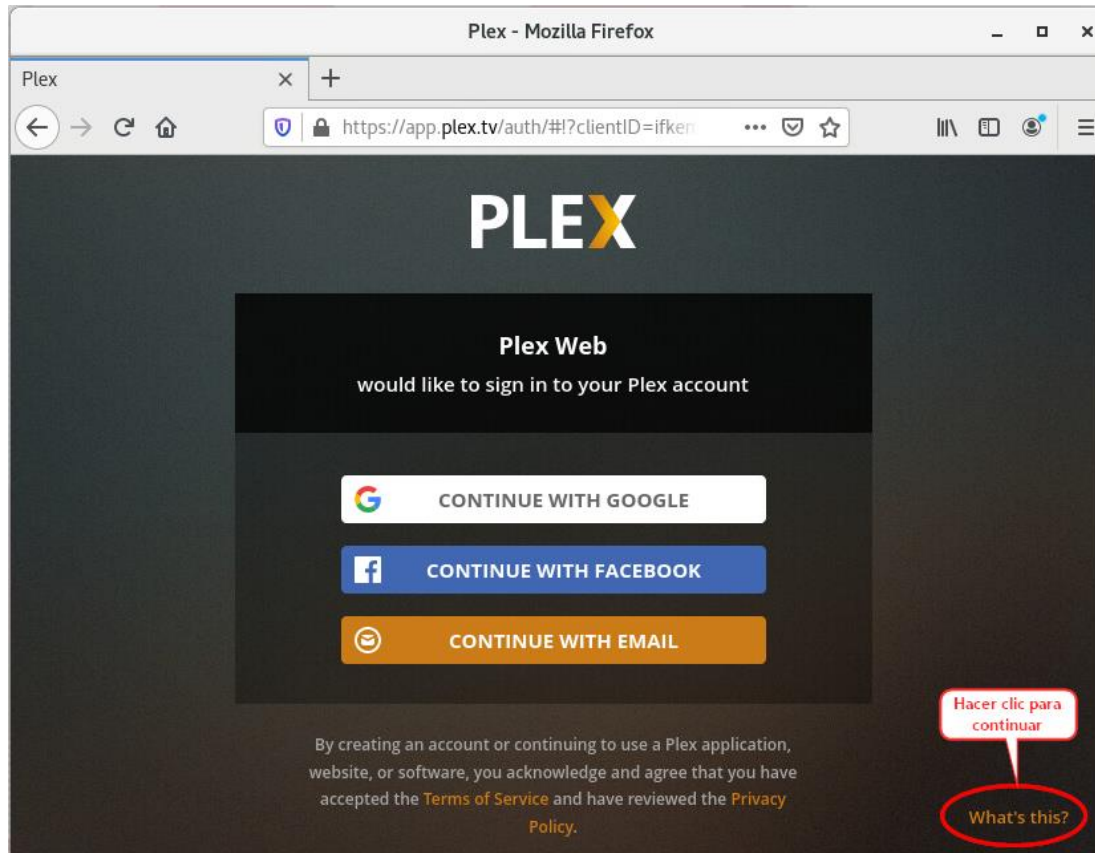 Plex - Mozilla Firefox
Plex
https://app.plex.tv/auth/#!?clientID=ifken
PLEX
Plex Web
would like to sign in to your Plex account
CONTINUE WITH GOOGLE
CONTINUE WITH FACEBOOK
CONTINUE WITH EMAIL
Hacer clic para
continuar
By creating an account or continuing to use a Plex application,
website, or software, you acknowledge and agree that you have
accepted the Terms of Service and have reviewed the Privacy
Policy.
What's this?